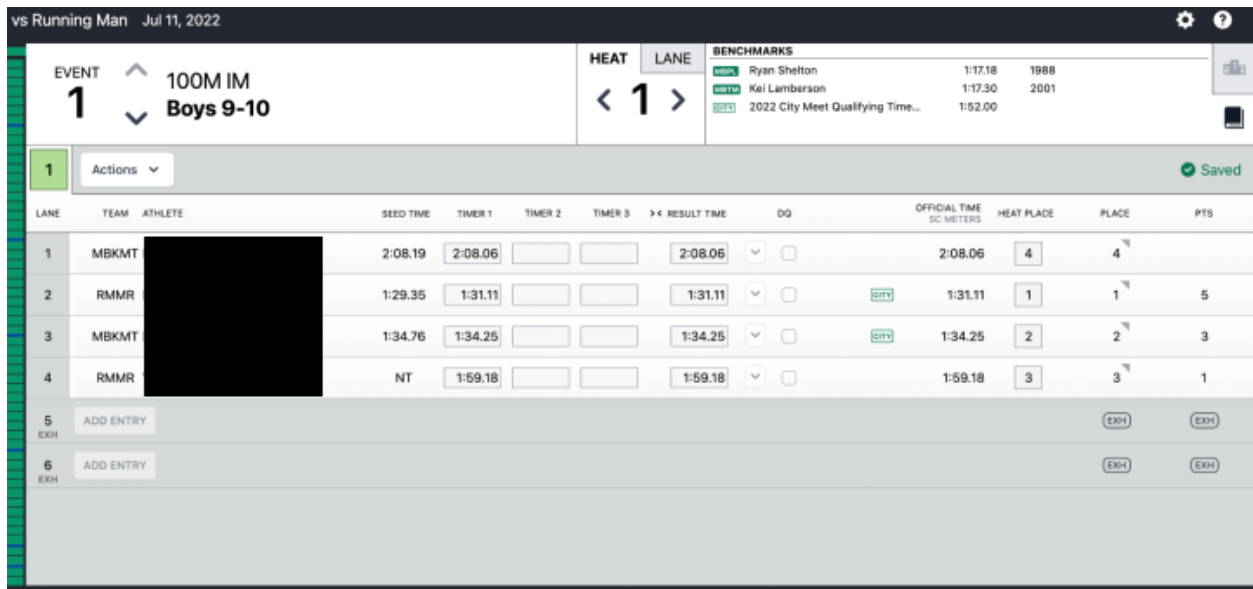 vs Running Man Jul 11, 2022
EVENT
1
100M IM
Boys 9-10
HEAT LANE
1
BENCHMARKS
Ryan Shelton 1:17.18 1988
Kei Lamberson 1:17.30 2001
CITY 2022 City Meet Qualifying Time... 1:52.00
1 Actions Saved
LANE TEAM ATHLETE SEED TIME TIMER 1 TIMER 2 TIMER 3 RESULT TIME DQ OFFICIAL TIME SC METERS HEAT PLACE PLACE PTS
1 MBKMT 2:08.19 2:08.06 2:08.06 2:08.06 4 4
2 RMMR 1:29.35 1:31.11 1:31.11 CITY 1:31.11 1 1 5
3 MBKMT 1:34.76 1:34.25 1:34.25 CITY 1:34.25 2 2 3
4 RMMR NT 1:59.18 1:59.18 1:59.18 3 3 1
5 EXH ADD ENTRY EXH EXH
6 EXH ADD ENTRY EXH EXH